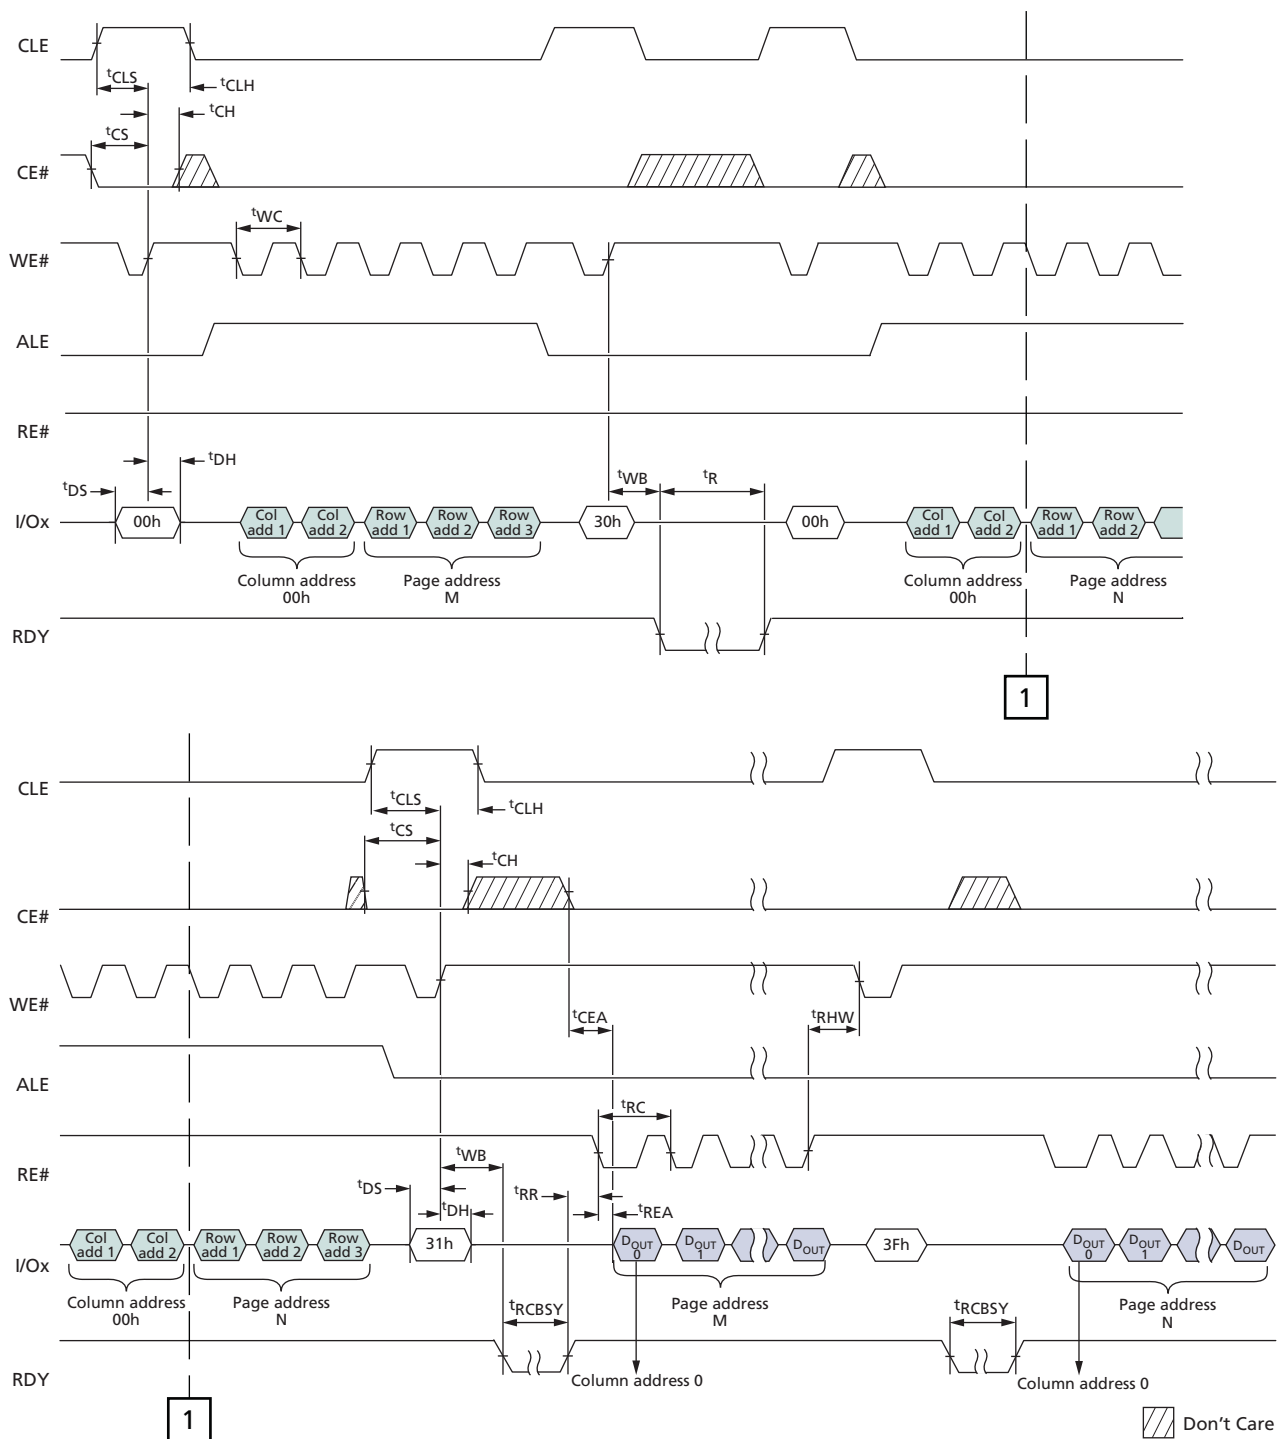 CLE
tCLS
tCLH
tCH
tCS
CE#
tWC
WE#
ALE
RE#
tDH
tDS
tWB
tR
I/Ox
00h
Col add 1
Col add 2
Row add 1
Row add 2
Row add 3
30h
00h
Col add 1
Col add 2
Row add 1
Row add 2
Column address
00h
Page address
M
Column address
00h
Page address
N
RDY
1
CLE
tCLS
tCLH
tCS
tCH
CE#
WE#
tCEA
tRHW
ALE
tRC
RE#
tWB
tDS
tRR
tDH
tREA
I/Ox
Col add 1
Col add 2
Row add 1
Row add 2
Row add 3
31h
DOUT 0
DOUT 1
DOUT
3Fh
DOUT 0
DOUT 1
DOUT
Column address
00h
Page address
N
tRCBSY
Page address
M
tRCBSY
Page address
N
RDY
Column address 0
Column address 0
1
Don't Care